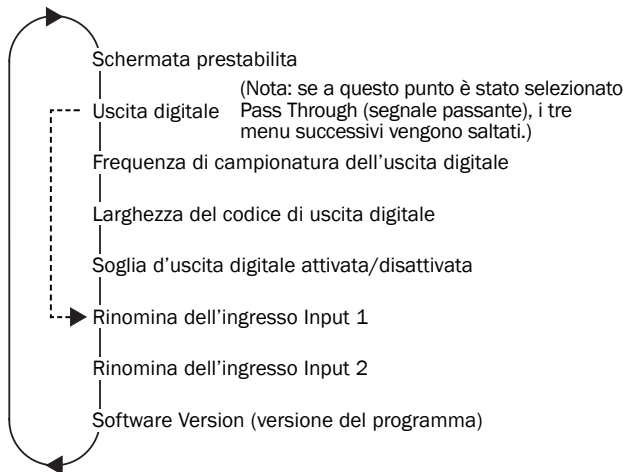 Schermata prestabilita
(Nota: se a questo punto è stato selezionato
Uscita digitale Pass Through (segnale passante), i tre
menu successivi vengono saltati.)
Frequenza di campionatura dell'uscita digitale
Larghezza del codice di uscita digitale
Soglia d'uscita digitale attivata/disattivata
Rinomina dell'ingresso Input 1
Rinomina dell'ingresso Input 2
Software Version (versione del programma)